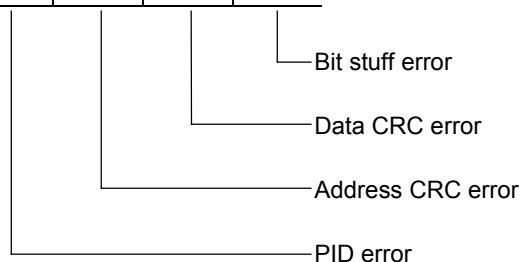 Bit stuff error
Data CRC error
Address CRC error
PID error